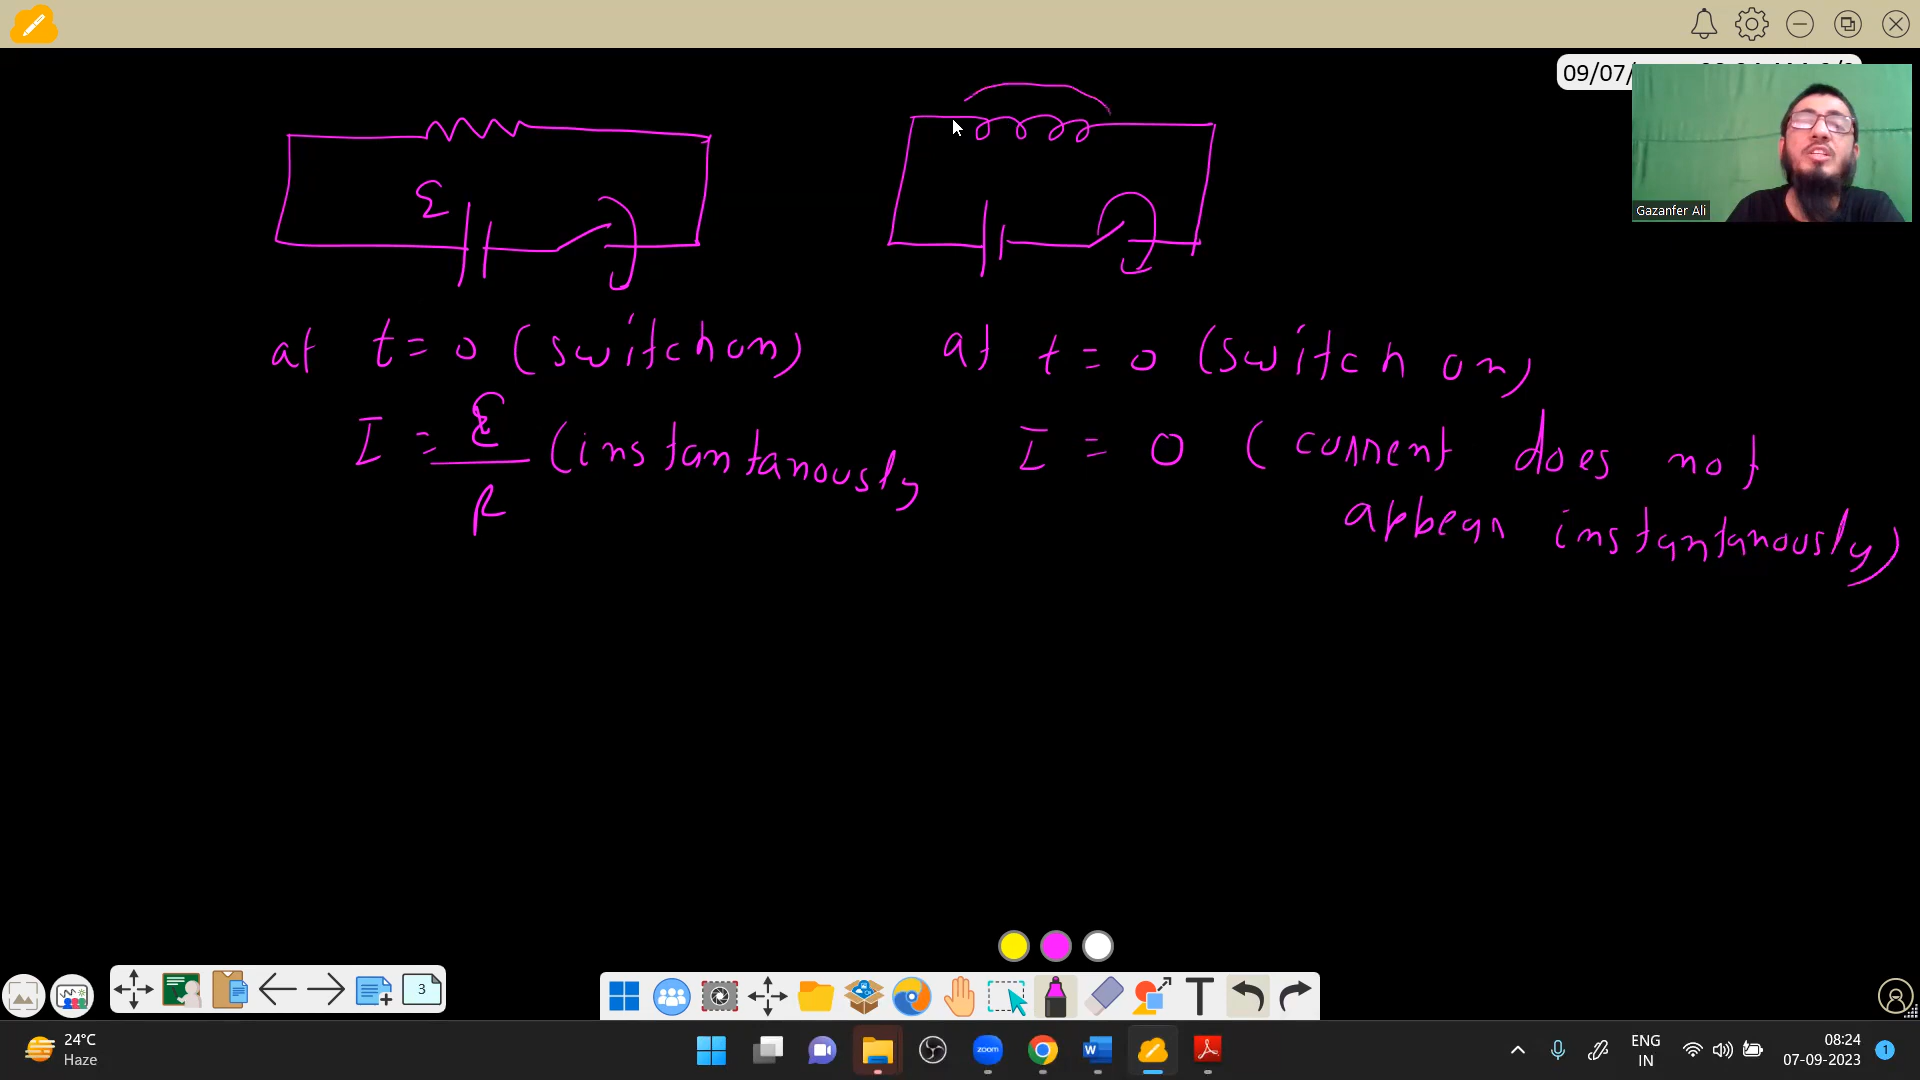 09/07/
Gazanfer Ali
Ɛ
at t = 0 (switch on)
I = Ɛ/R (instantanously
at t = 0 (switch on)
I = 0 ( current does not
appear instantanously)
3
T
24°C
Haze
zoom
W
ENG
IN
08:24
07-09-2023
1